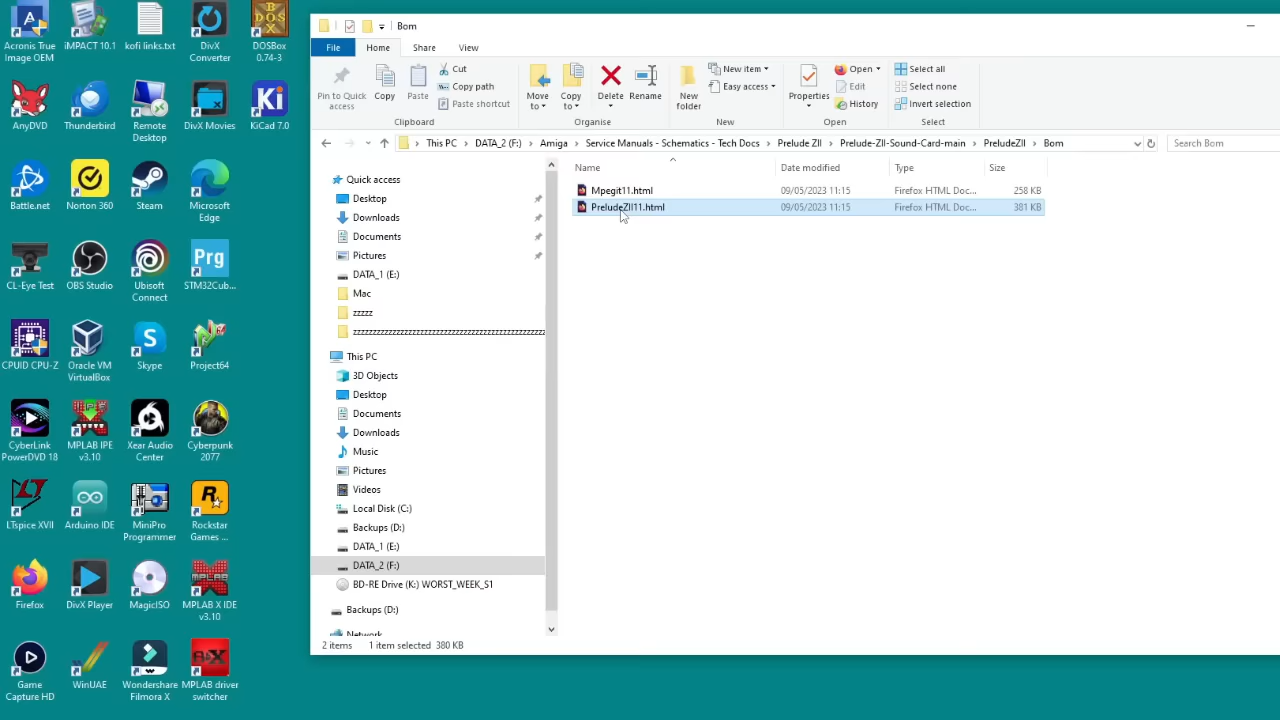 Acronis True
Image OEM
iMPACT 10.1
kofi links.txt
DivX
Converter
DOSBox
0.74-3
AnyDVD
Thunderbird
Remote
Desktop
DivX Movies
KiCad 7.0
Battle.net
Norton 360
Steam
Microsoft
Edge
CL-Eye Test
OBS Studio
Ubisoft
Connect
Prg
STM32Cub...
CPUID CPU-Z
Oracle VM
VirtualBox
Skype
Project64
CyberLink
PowerDVD 18
MPLAB IPE
v3.10
Xear Audio
Center
Cyberpunk
2077
LTspice XVII
Arduino IDE
MiniPro
Programmer
Rockstar
Games ...
Firefox
DivX Player
MagicISO
MPLAB X IDE
v3.10
Game
Capture HD
WinUAE
Wondershare
Filmora X
MPLAB driver
switcher
Bom
File Home Share View
Pin to Quick
access
Copy
Paste
Cut
Copy path
Paste shortcut
Clipboard
Move
to
Copy
to
Delete
Rename
Organise
New
folder
New item
Easy access
New
Properties
Open
Edit
History
Open
Select all
Select none
Invert selection
Select
This PC DATA_2 (F:) Amiga Service Manuals - Schematics - Tech Docs Prelude ZII Prelude-ZII-Sound-Card-main PreludeZII Bom
Search Bom
Quick access
Desktop
Downloads
Documents
Pictures
DATA_1 (E:)
Mac
zzzzz
This PC
3D Objects
Desktop
Documents
Downloads
Music
Pictures
Videos
Local Disk (C:)
Backups (D:)
DATA_1 (E:)
DATA_2 (F:)
BD-RE Drive (K:) WORST_WEEK_S1
Backups (D:)
Network
Name Date modified Type Size
Mpegit11.html 09/05/2023 11:15 Firefox HTML Doc... 258 KB
PreludeZII11.html 09/05/2023 11:15 Firefox HTML Doc... 381 KB
2 items 1 item selected 380 KB